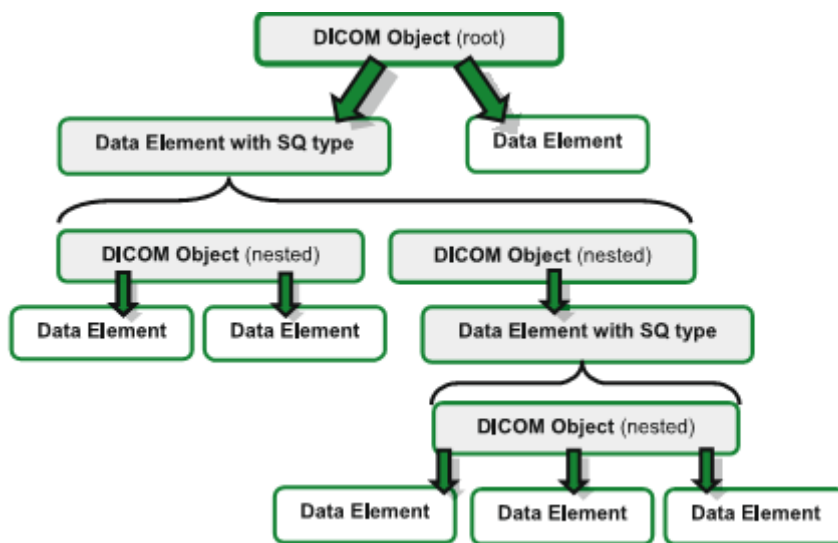 DICOM Object (root)
Data Element with SQ type
Data Element
DICOM Object (nested)
DICOM Object (nested)
Data Element
Data Element
Data Element with SQ type
DICOM Object (nested)
Data Element
Data Element
Data Element